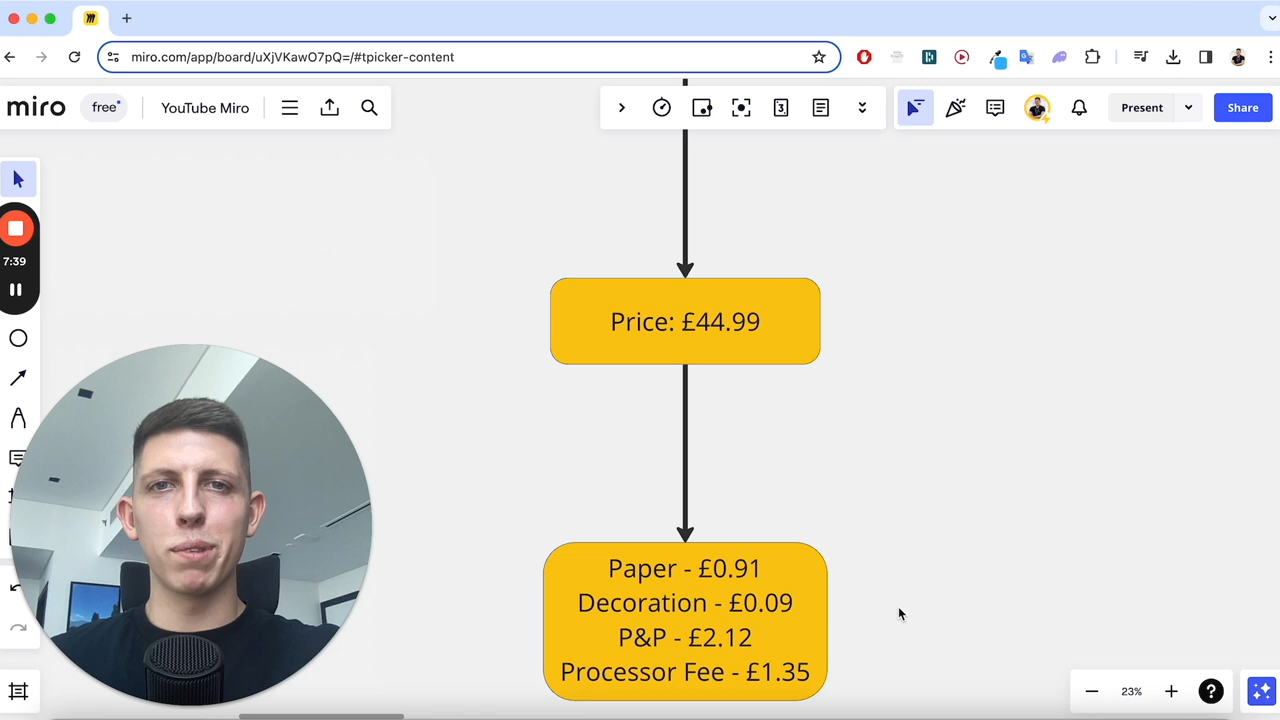 miro.com/app/board/uXjVKawO7pQ=/#tpicker-content
miro
free
YouTube Miro
3
Present
Share
7:39
Price: £44.99
Paper - £0.91
Decoration - £0.09
P&P - £2.12
Processor Fee - £1.35
23%
?